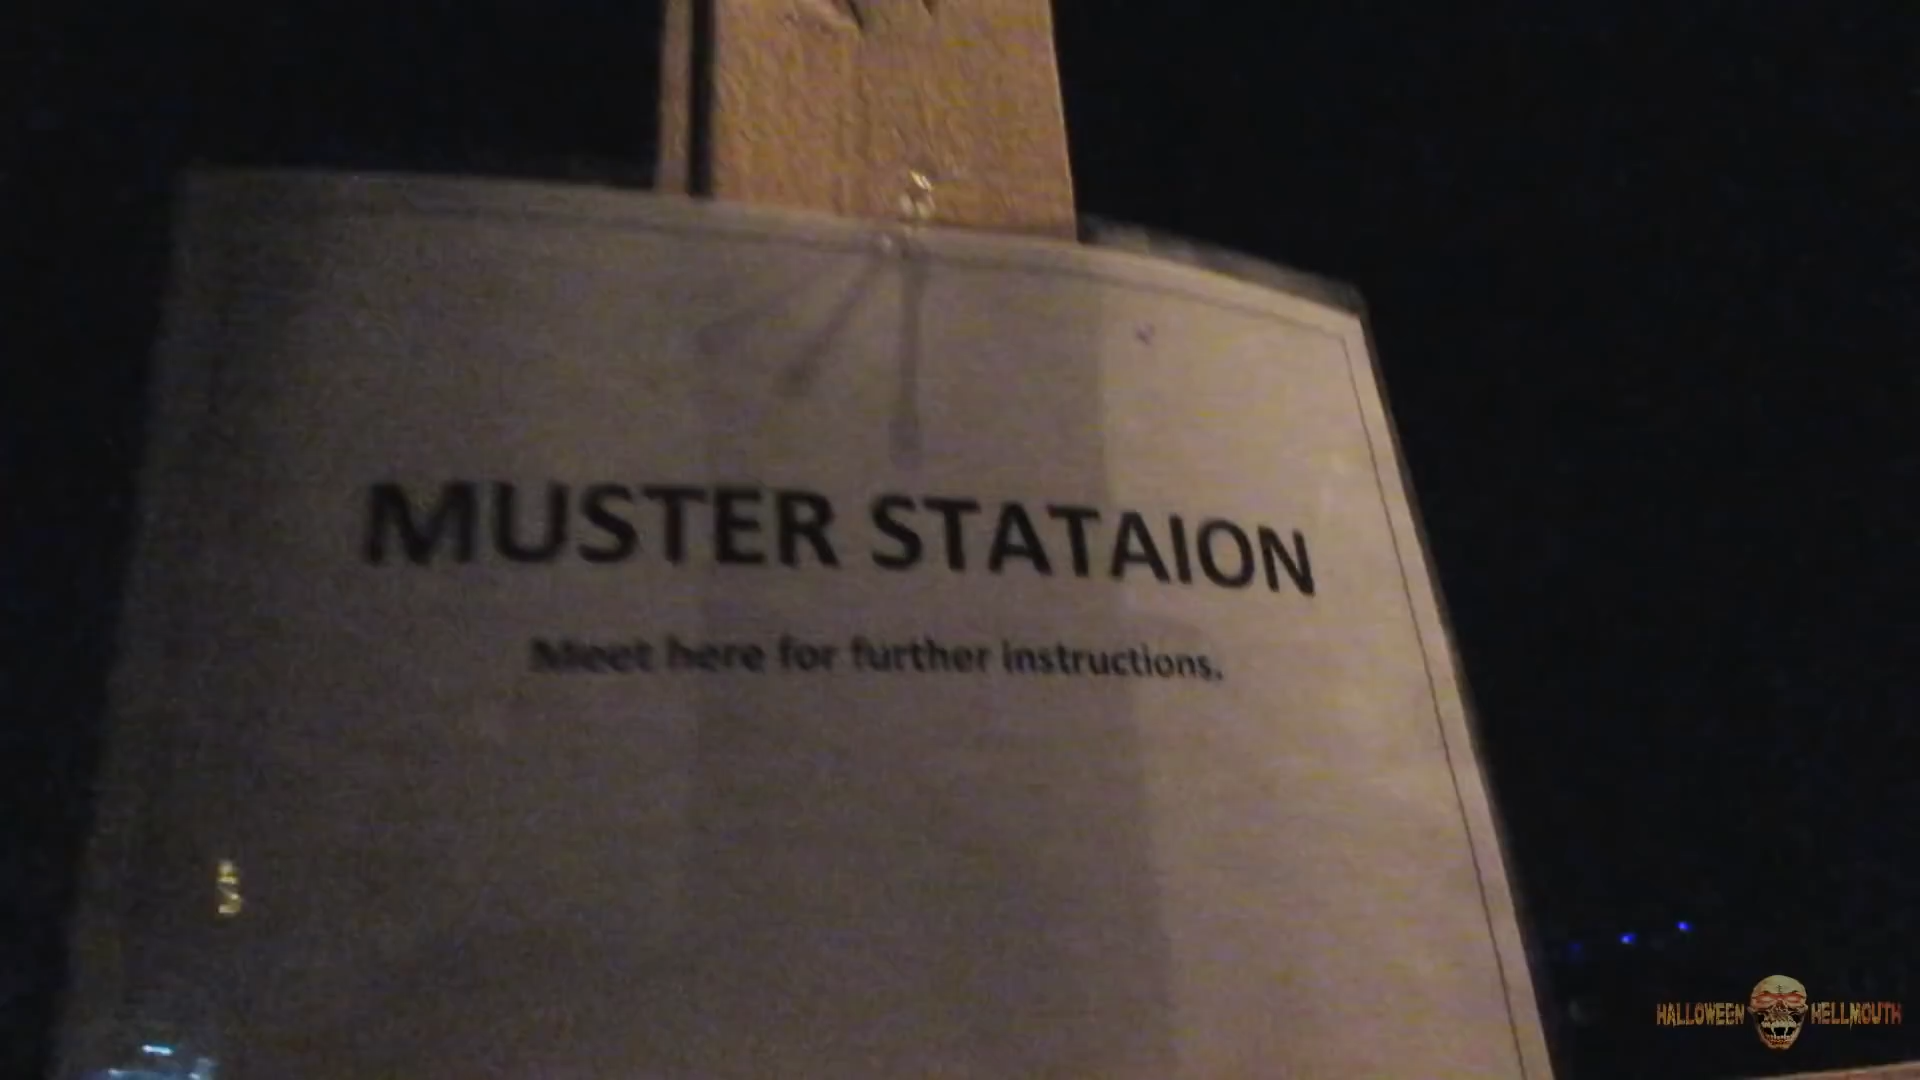 MUSTER STATAION
Meet here for further instructions.
HALLOWEEN HELLMOUTH